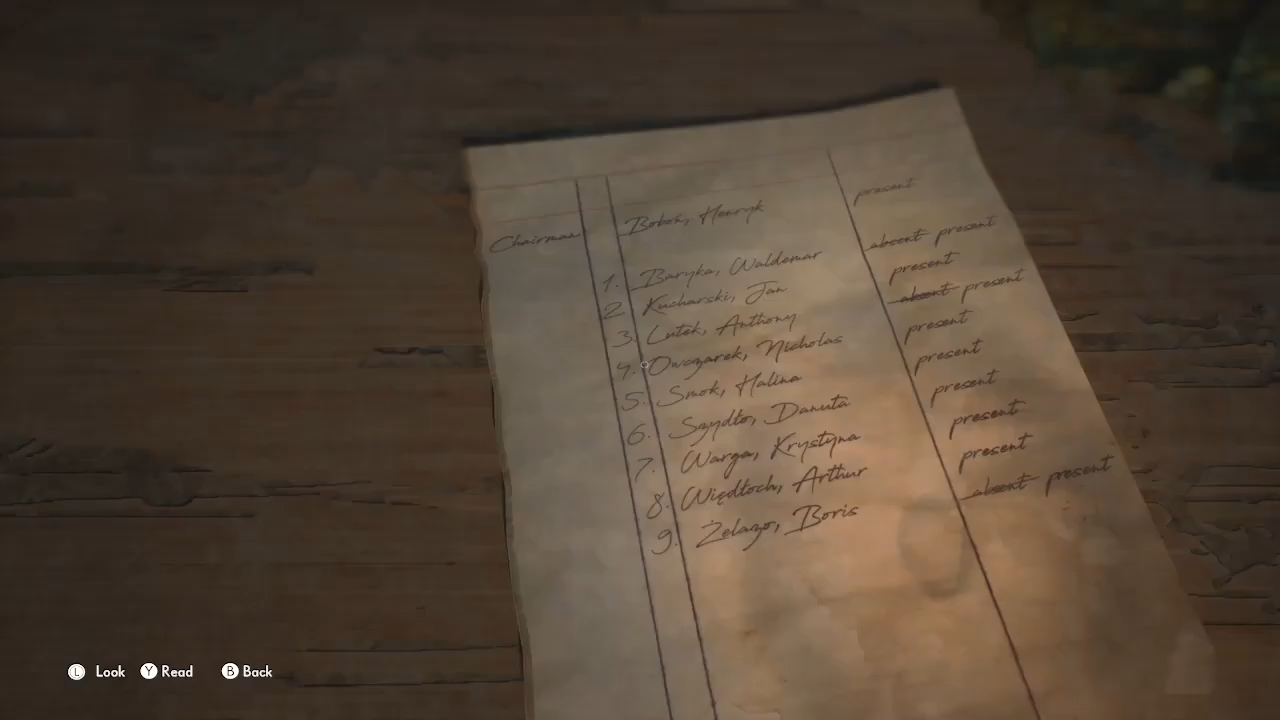 Chairman Boboń, Henryk present
1. Baryka, Waldemar absent present
2 Kucharski, Jan present
3. Lutek, Anthony absent present
4. Owczarek, Nicholas present
5. Smok, Halina present
6. Szydło, Danuta present
7. Warga, Krystyna present
8. Więdłoch, Arthur present
9. Żelazo, Boris absent present
L Look Y Read B Back